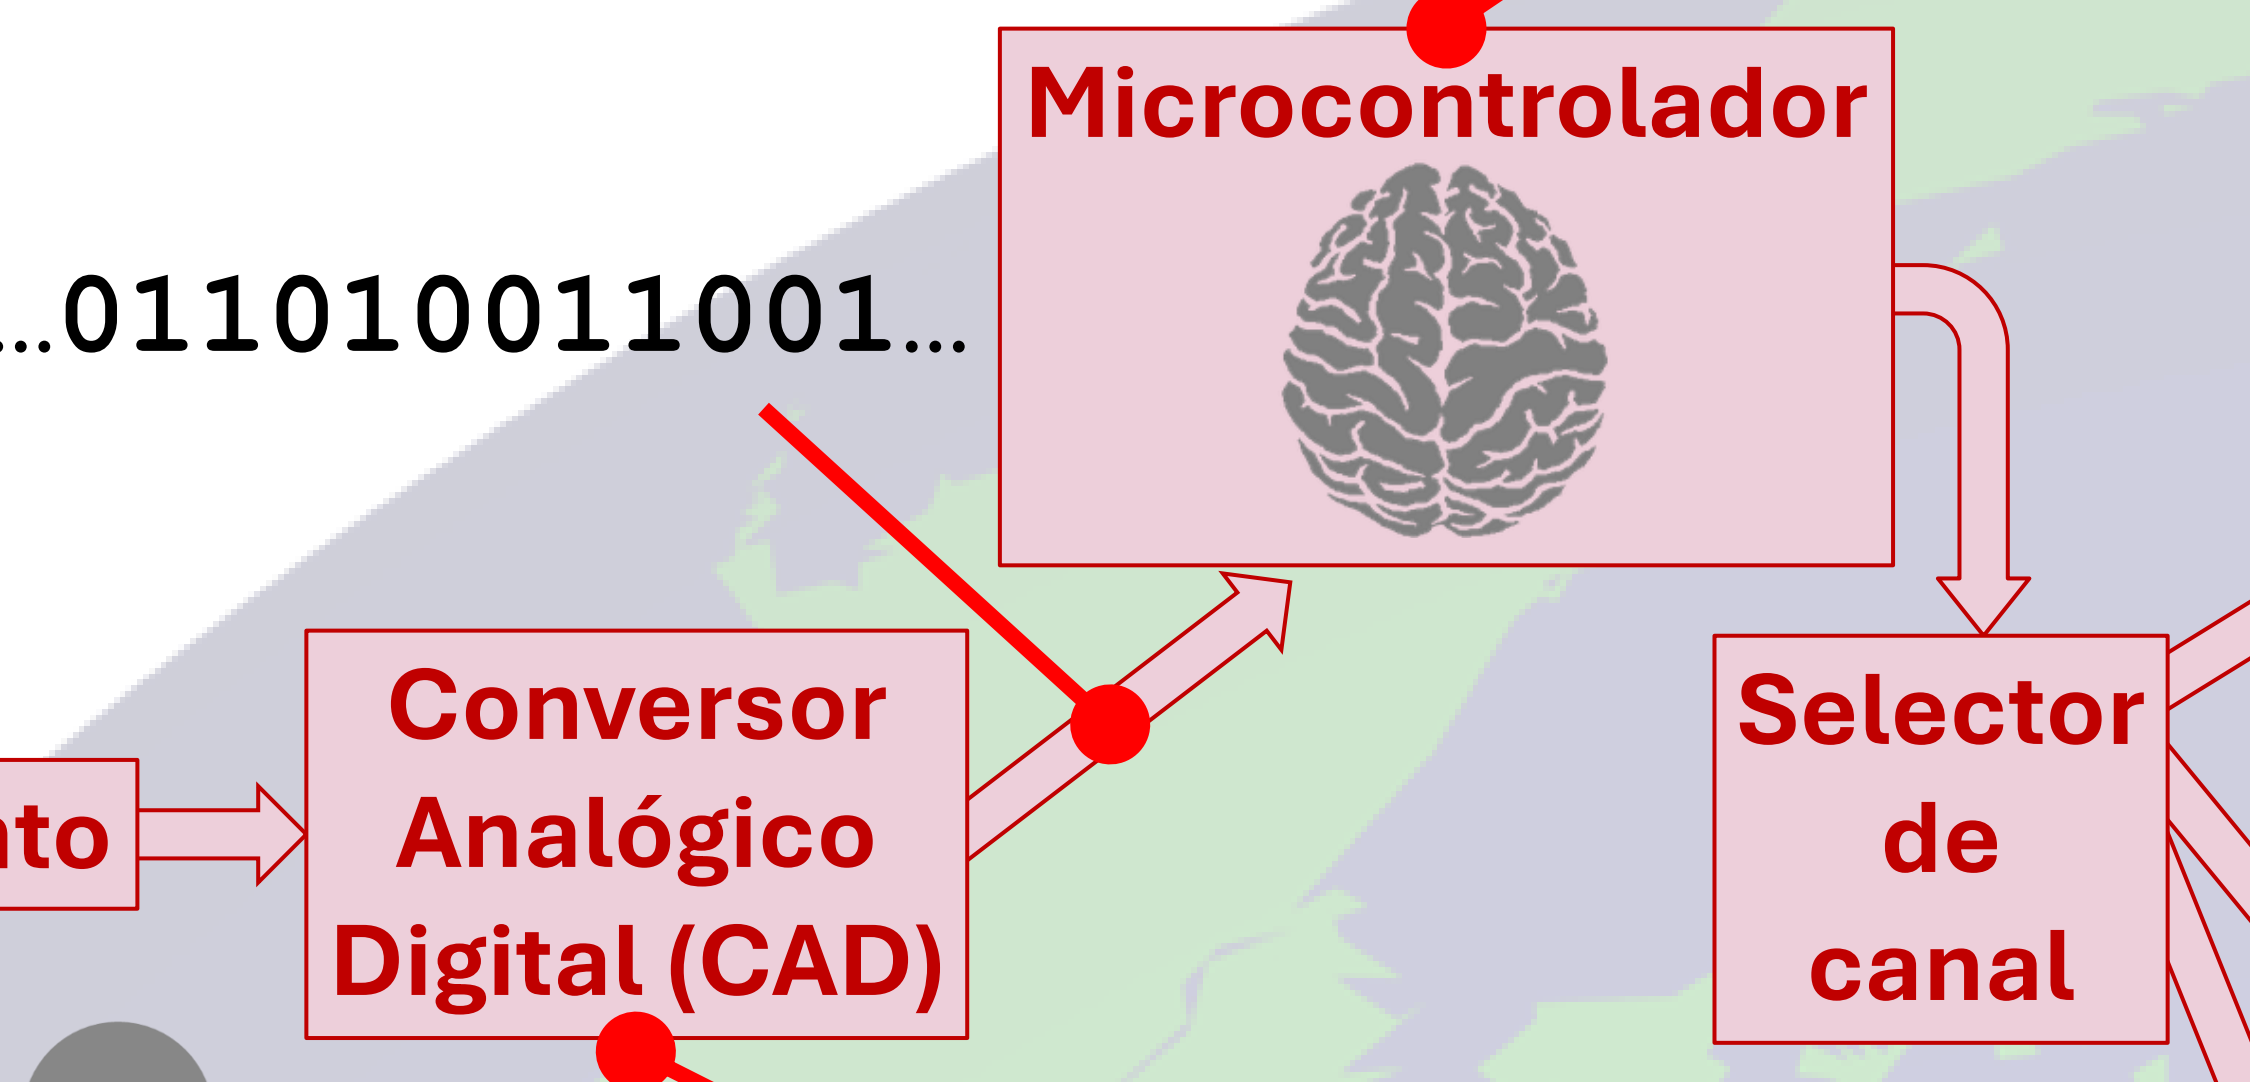 Microcontrolador
...011010011001...
Conversor
Analógico
Digital (CAD)
Selector
de
canal